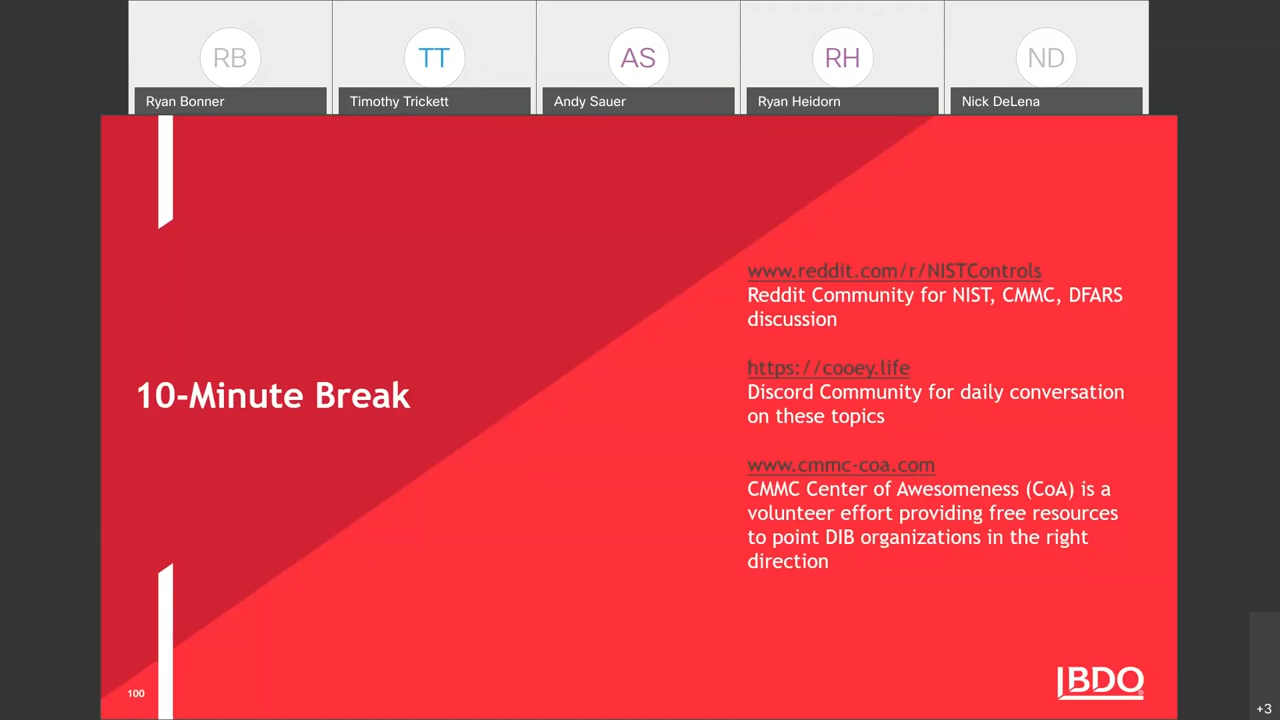 RB
TT
AS
RH
ND
Ryan Bonner
Timothy Trickett
Andy Sauer
Ryan Heidorn
Nick DeLena
10-Minute Break
www.reddit.com/r/NISTControls
Reddit Community for NIST, CMMC, DFARS
discussion
https://cooey.life
Discord Community for daily conversation
on these topics
www.cmmc-coa.com
CMMC Center of Awesomeness (CoA) is a
volunteer effort providing free resources
to point DIB organizations in the right
direction
100
BDO
+3